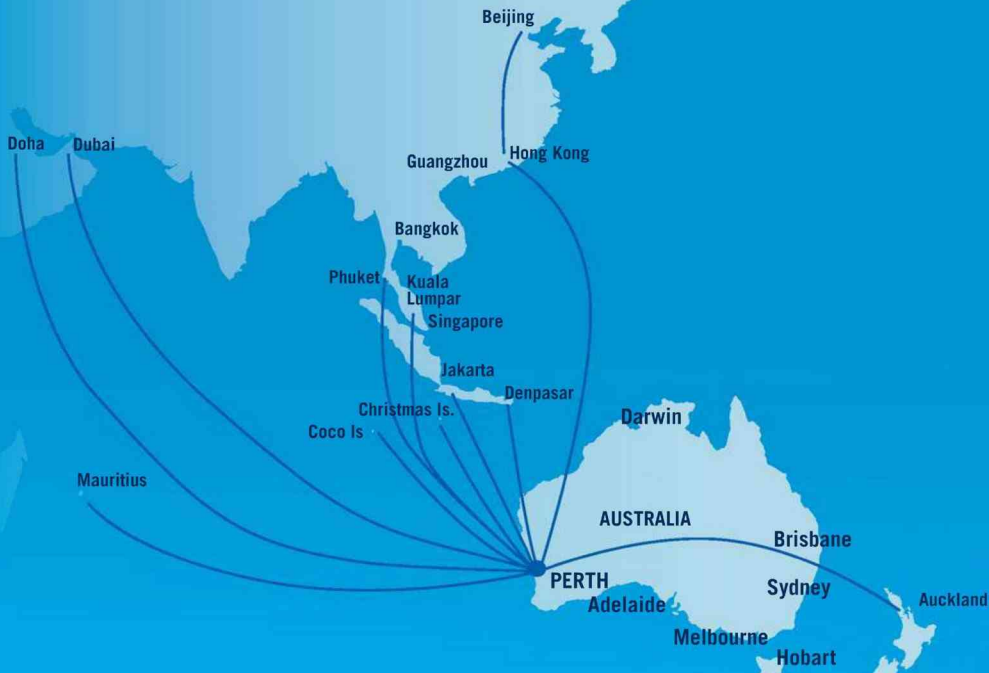 Beijing
Doha
Dubai
Guangzhou
Hong Kong
Bangkok
Phuket
Kuala
Lumpar
Singapore
Jakarta
Denpasar
Christmas Is.
Coco Is
Darwin
Mauritius
AUSTRALIA
Brisbane
PERTH
Sydney
Adelaide
Auckland
Melbourne
Hobart